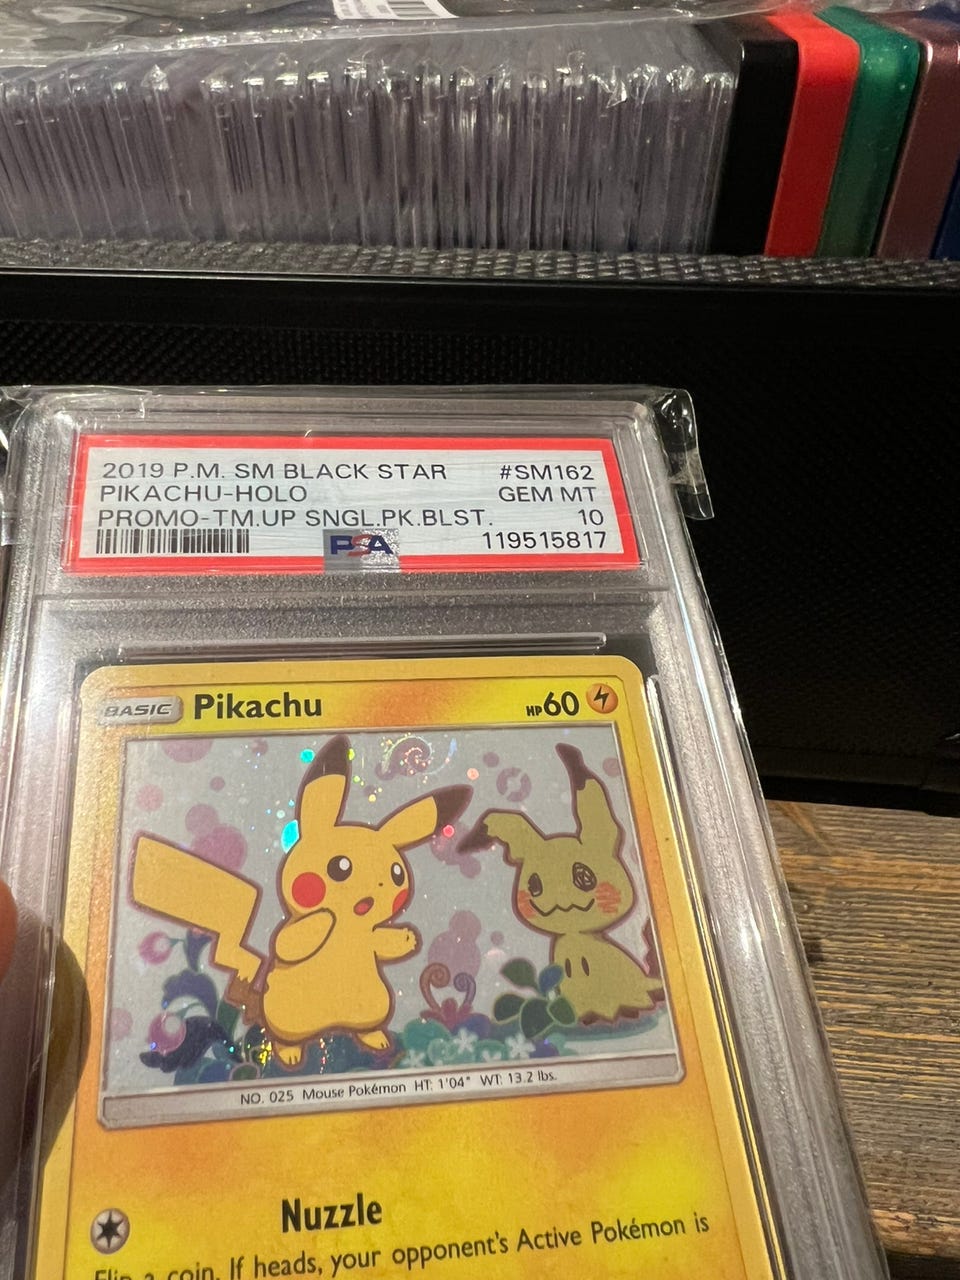 2019 P.M. SM BLACK STAR #SM162
PIKACHU-HOLO GEM MT
PROMO-TM.UP SNGL.PK.BLST. 10
PSA 119515817
BASIC Pikachu HP60
NO. 025 Mouse Pokémon HT: 1'04" WT: 13.2 lbs.
Nuzzle
Flip a coin. If heads, your opponent's Active Pokémon is